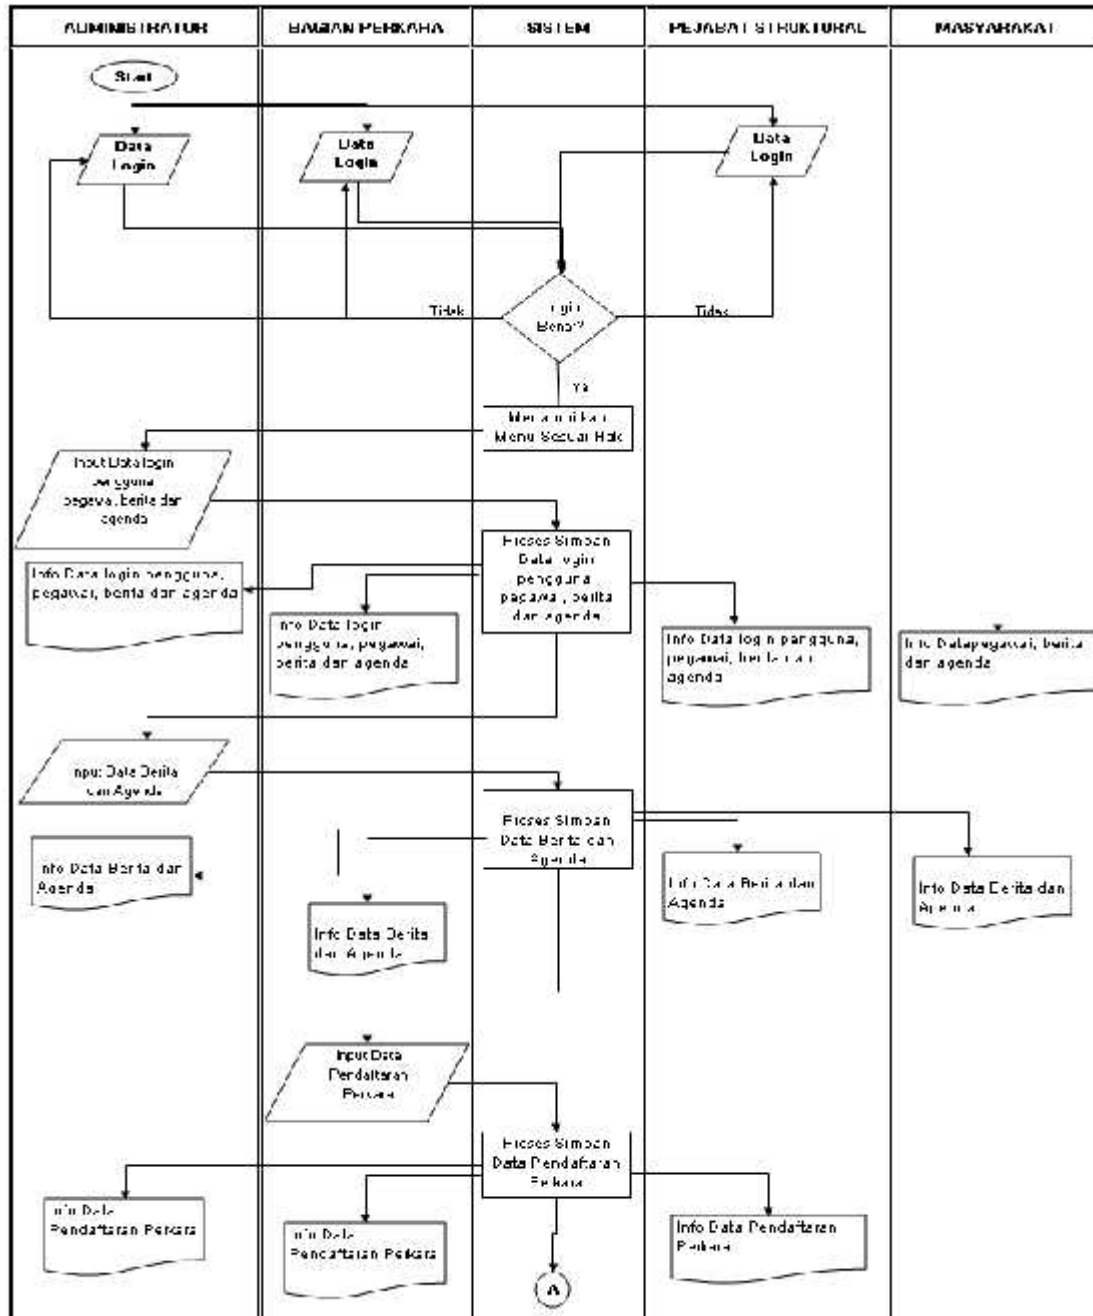 ADMINISTRATOR
BAGIAN PERKARA
SISTEM
PEJABAT STRUKTURAL
MASYARAKAT
Start
Data
Login
Data
Login
Data
Login
Tidak
Login
Benar?
Tidak
Ya
Menampilkan
Menu Sesuai Hak
Input Data login
pengguna
pegawai, berita dan
agenda
Proses Simpan
Data login
pengguna
pegawai, berita
dan agenda
Info Data login pengguna,
pegawai, berita dan agenda
Info Data login
pengguna, pegawai,
berita dan agenda
Info Data login pengguna,
pegawai, berita dan
agenda
Info Datapegawai, berita
dan agenda
Input Data Berita
dan Agenda
Proses Simpan
Data Berita dan
Agenda
Info Data Berita dan
Agenda
Info Data Berita
dan Agenda
Info Data Berita dan
Agenda
Info Data Berita dan
Agenda
Input Data
Pendaftaran
Perkara
Proses Simpan
Data Pendaftaran
Perkara
Info Data
Pendaftaran Perkara
Info Data
Pendaftaran Perkara
Info Data Pendaftaran
Perkara
A